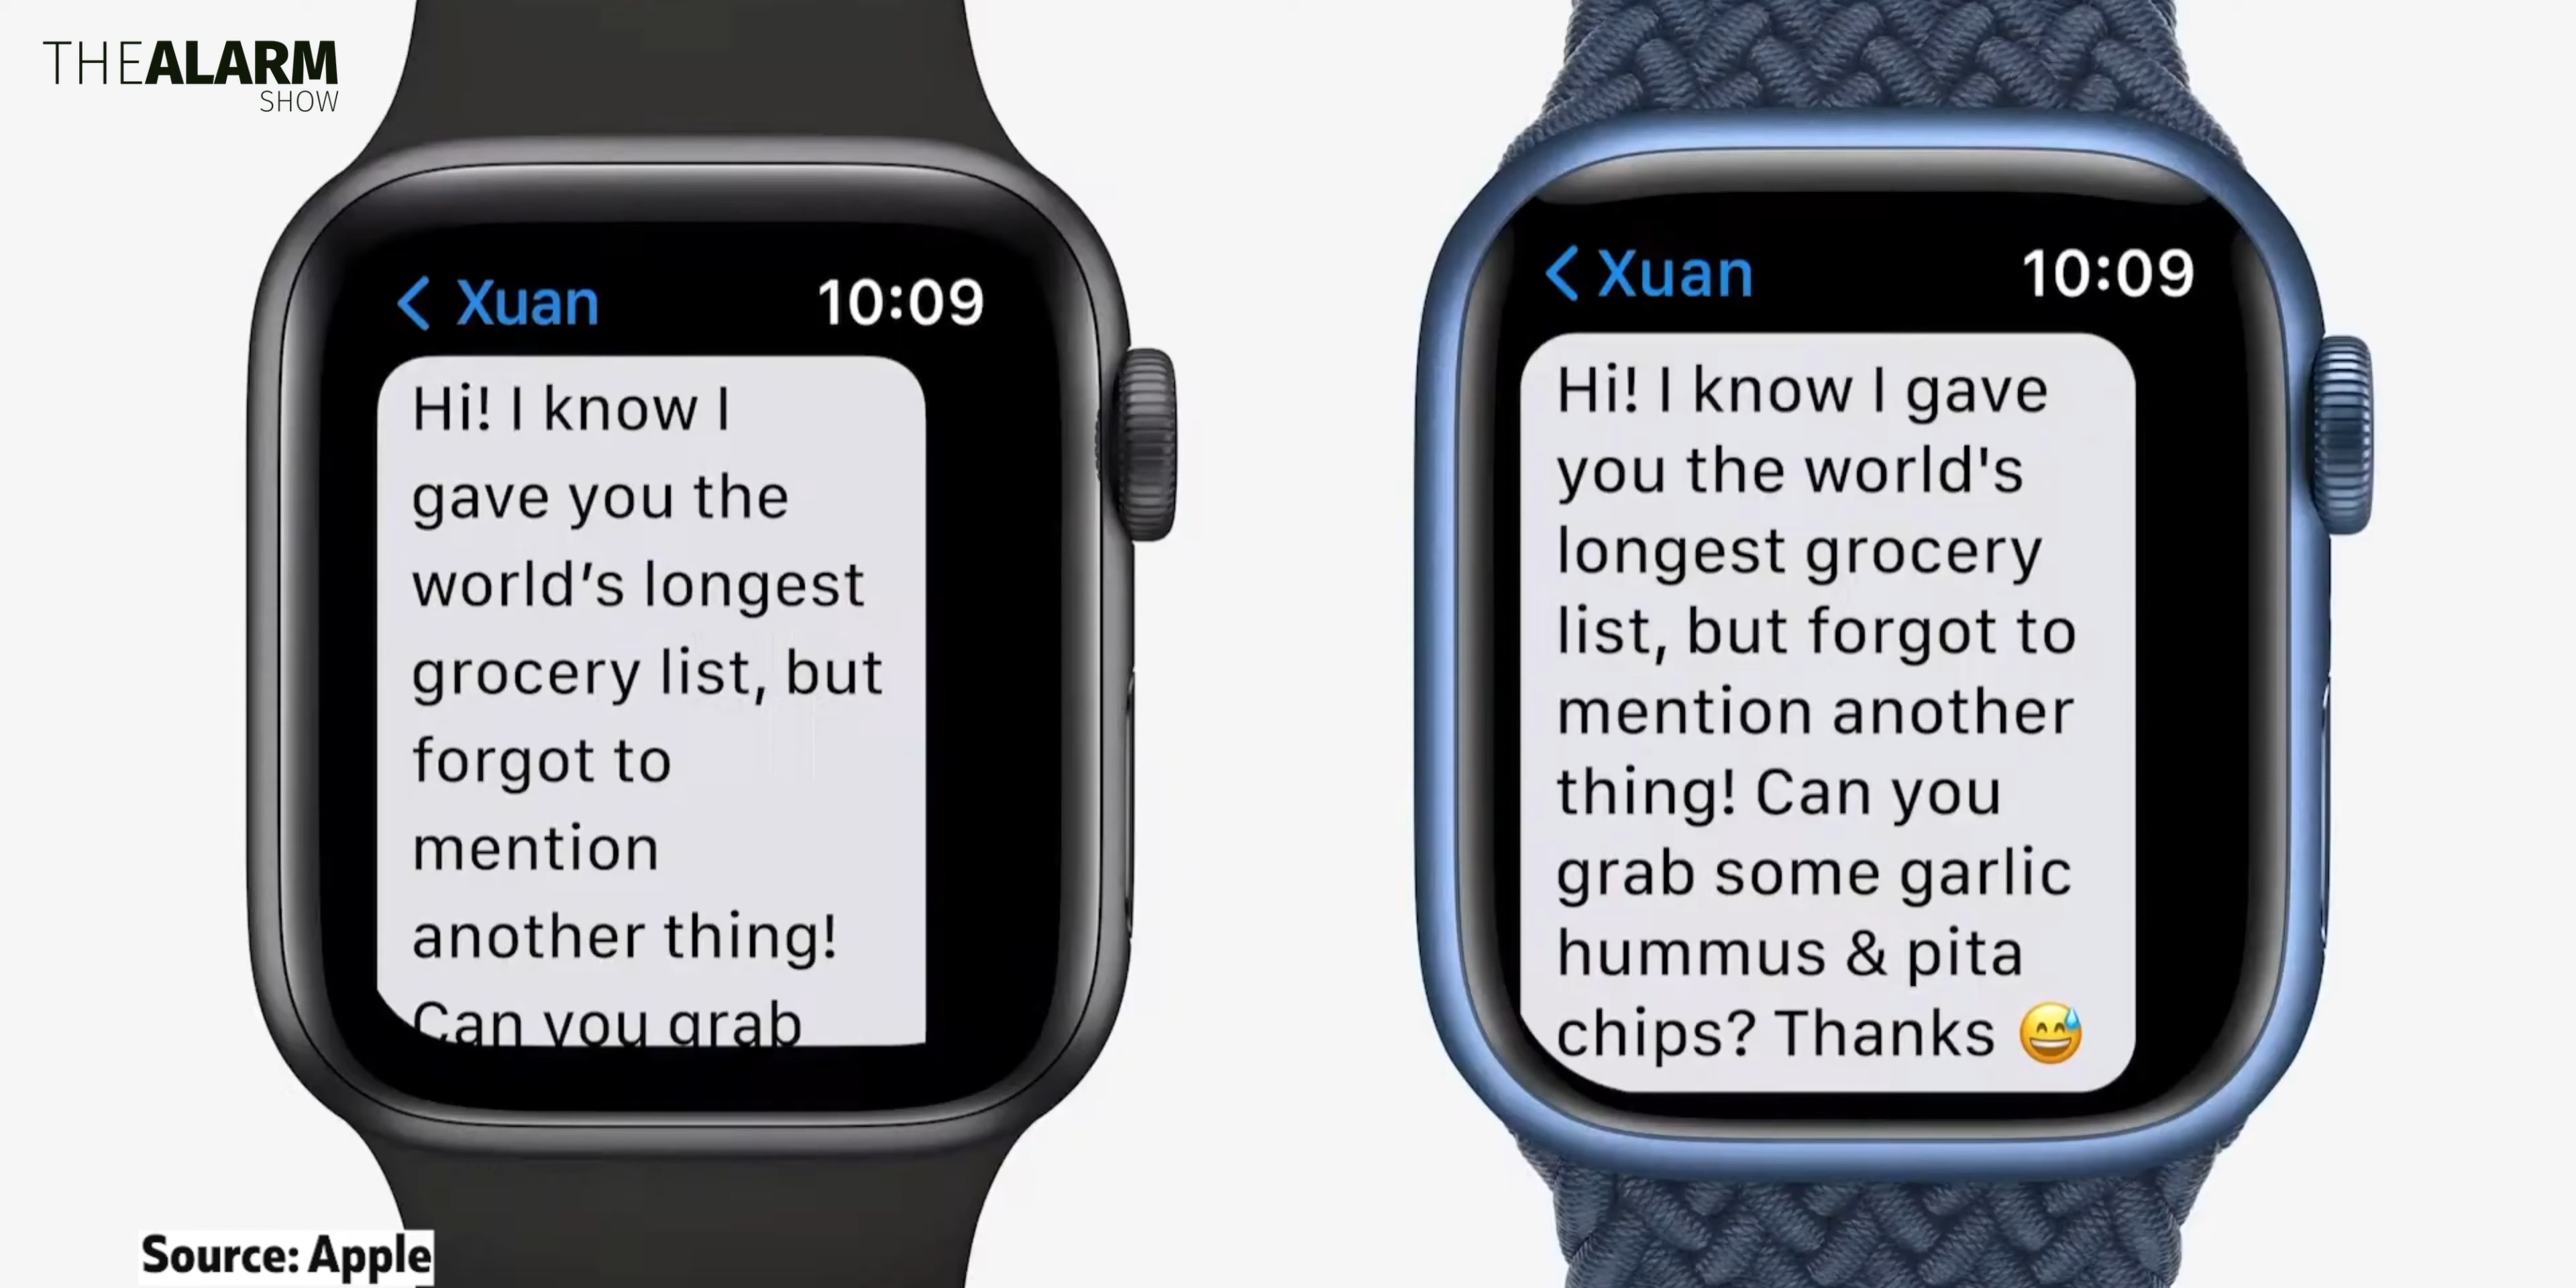 THEALARM
SHOW
Xuan 10:09
Hi! I know I
gave you the
world’s longest
grocery list, but
forgot to
mention
another thing!
Can you grab
Xuan 10:09
Hi! I know I gave
you the world's
longest grocery
list, but forgot to
mention another
thing! Can you
grab some garlic
hummus & pita
chips? Thanks 😅
Source: Apple